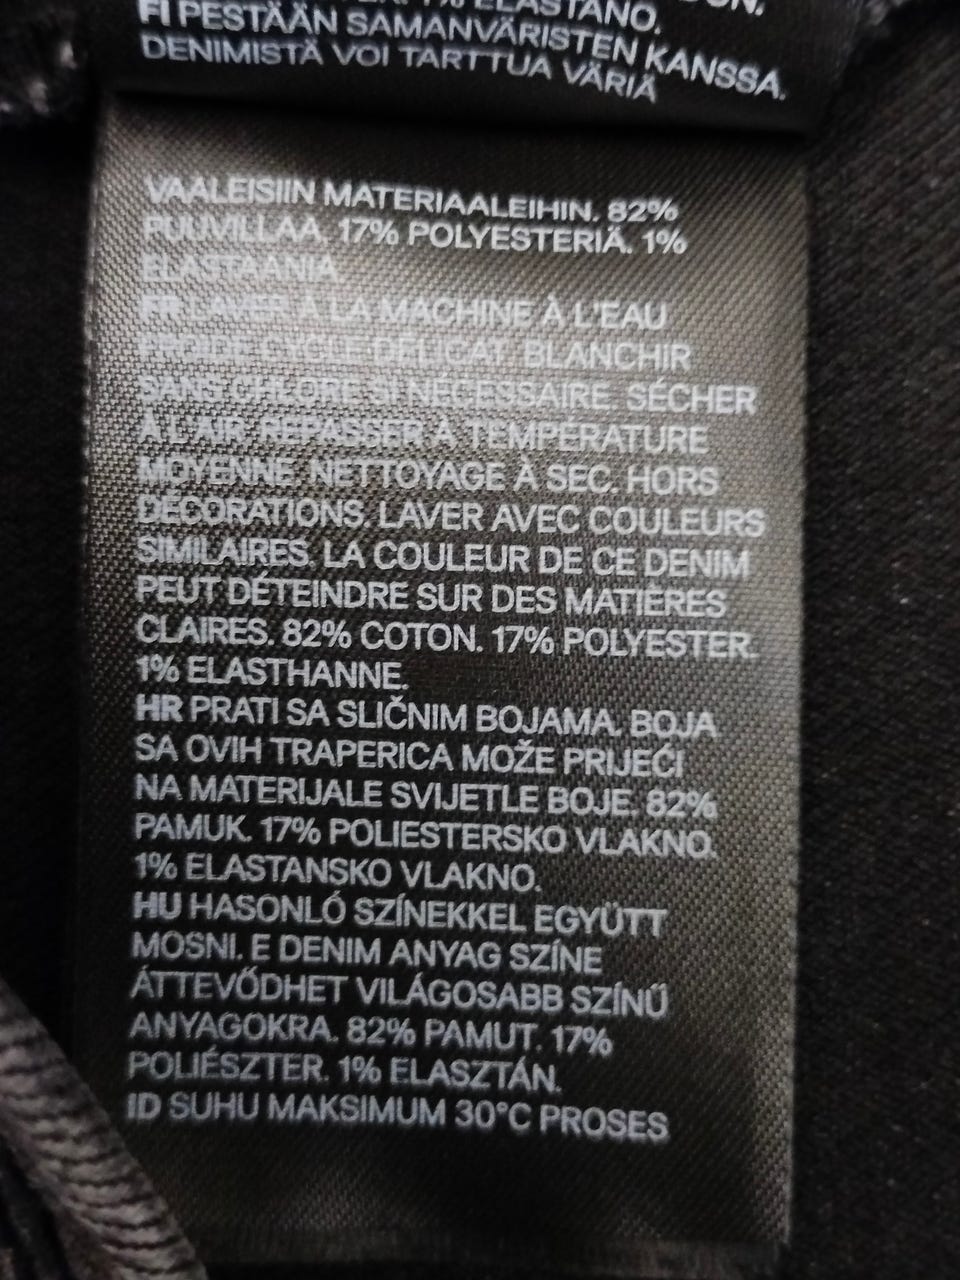 1% ELASTANO.
FI PESTÄÄN SAMANVÄRISTEN KANSSA.
DENIMISTÄ VOI TARTTUA VÄRIÄ
VAALEISIIN MATERIAALEIHIN. 82%
PUUVILLAA. 17% POLYESTERIÄ. 1%
ELASTAANIA.
FR LAVER À LA MACHINE À L'EAU
FROIDE CYCLE DÉLICAT. BLANCHIR
SANS CHLORE SI NÉCESSAIRE. SÉCHER
À L'AIR. REPASSER À TEMPÉRATURE
MOYENNE. NETTOYAGE À SEC. HORS
DÉCORATIONS. LAVER AVEC COULEURS
SIMILAIRES. LA COULEUR DE CE DENIM
PEUT DÉTEINDRE SUR DES MATIÈRES
CLAIRES. 82% COTON. 17% POLYESTER.
1% ELASTHANNE.
HR PRATI SA SLIČNIM BOJAMA. BOJA
SA OVIH TRAPERICA MOŽE PRIJEĆI
NA MATERIJALE SVIJETLE BOJE. 82%
PAMUK. 17% POLIESTERSKO VLAKNO.
1% ELASTANSKO VLAKNO.
HU HASONLÓ SZÍNEKKEL EGYÜTT
MOSNI. E DENIM ANYAG SZÍNE
ÁTTEVŐDHET VILÁGOSABB SZÍNŰ
ANYAGOKRA. 82% PAMUT. 17%
POLIÉSZTER. 1% ELASZTÁN.
ID SUHU MAKSIMUM 30°C PROSES